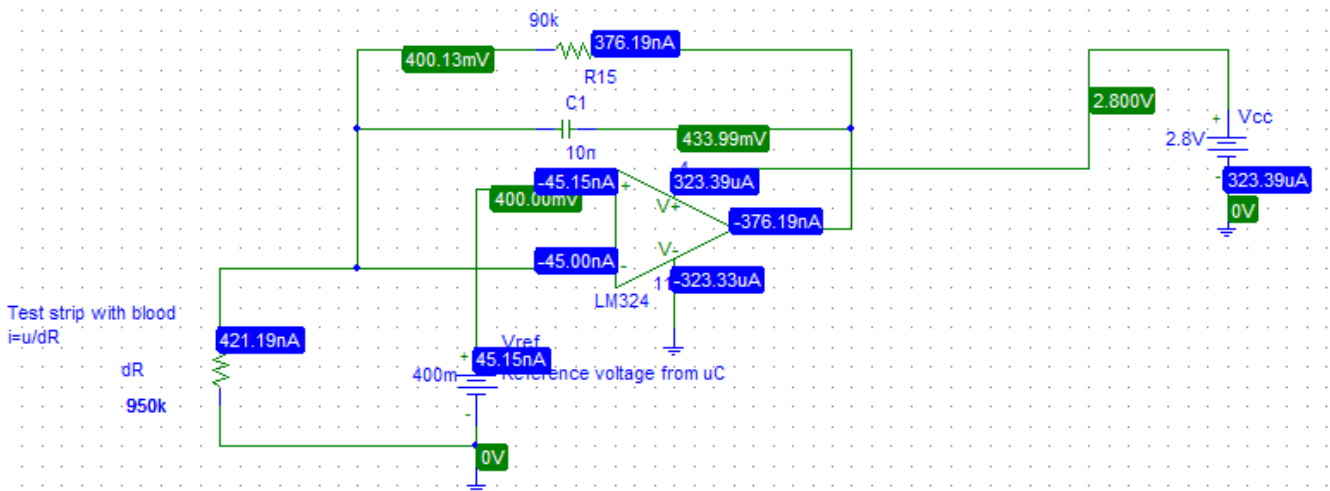 90k
376.19nA
400.13mV
R15
C1
2.800V
Vcc
+
433.99mV
2.8V
10n
-45.15nA
323.39uA
-
323.39uA
400.00mV
+
V+
0V
-376.19nA
V-
-45.00nA
-
11
-323.33uA
LM324
Test strip with blood
i=u/dR
421.19nA
Vref
+
45.15nA
dR
400m
Reference voltage from uC
950k
-
0V